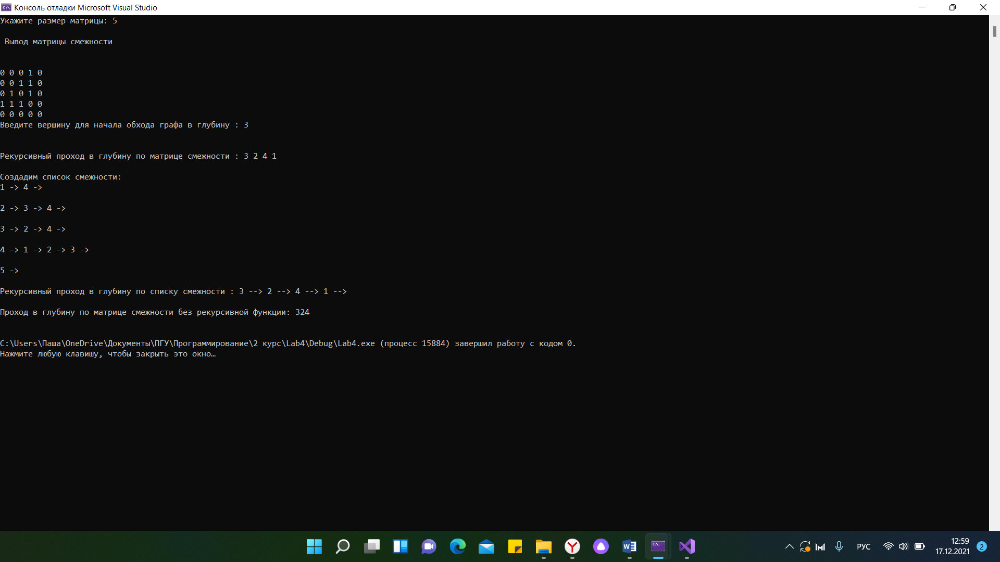 Консоль отладки Microsoft Visual Studio
Укажите размер матрицы: 5
Вывод матрицы смежности
0 0 0 1 0
0 0 1 1 0
0 1 0 1 0
1 1 1 0 0
0 0 0 0 0
Введите вершину для начала обхода графа в глубину : 3
Рекурсивный проход в глубину по матрице смежности : 3 2 4 1
Создадим список смежности:
1 -> 4 ->
2 -> 3 -> 4 ->
3 -> 2 -> 4 ->
4 -> 1 -> 2 -> 3 ->
5 ->
Рекурсивный проход в глубину по списку смежности : 3 --> 2 --> 4 --> 1 -->
Проход в глубину по матрице смежности без рекурсивной функции: 324
C:\Users\Паша\OneDrive\Документы\ПГУ\Программирование\2 курс\Lab4\Debug\Lab4.exe (процесс 15884) завершил работу с кодом 0.
Нажмите любую клавишу, чтобы закрыть это окно…
РУС
12:59
17.12.2021
2